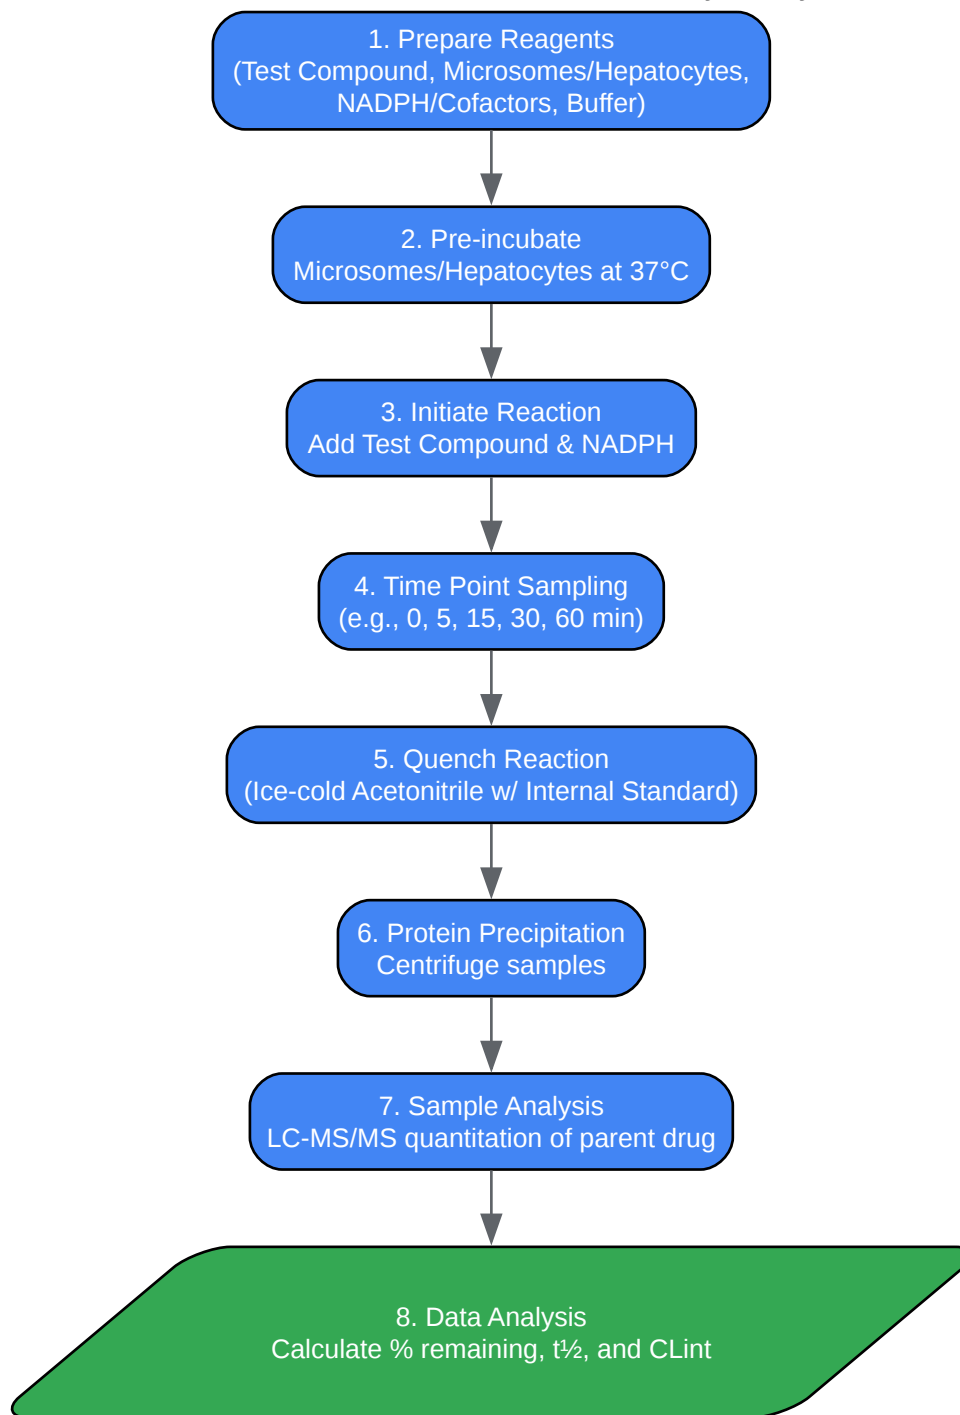 1. Prepare Reagents
(Test Compound, Microsomes/Hepatocytes,
NADPH/Cofactors, Buffer)
2. Pre-incubate
Microsomes/Hepatocytes at 37°C
3. Initiate Reaction
Add Test Compound & NADPH
4. Time Point Sampling
(e.g., 0, 5, 15, 30, 60 min)
5. Quench Reaction
(Ice-cold Acetonitrile w/ Internal Standard)
6. Protein Precipitation
Centrifuge samples
7. Sample Analysis
LC-MS/MS quantitation of parent drug
8. Data Analysis
Calculate % remaining, t½, and CLint